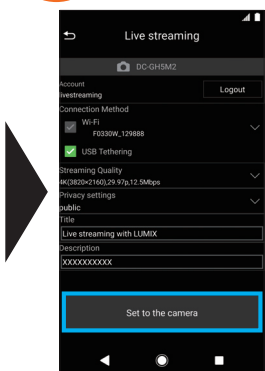 Live streaming
DC-GH5M2
Account
livestreaming
Logout
Connection Method
Wi-Fi
F0330W_129888
USB Tethering
Streaming Quality
4K(3820×2160),29.97p,12.5Mbps
Privacy settings
public
Title
Live streaming with LUMIX
Description
XXXXXXXXXX
Set to the camera